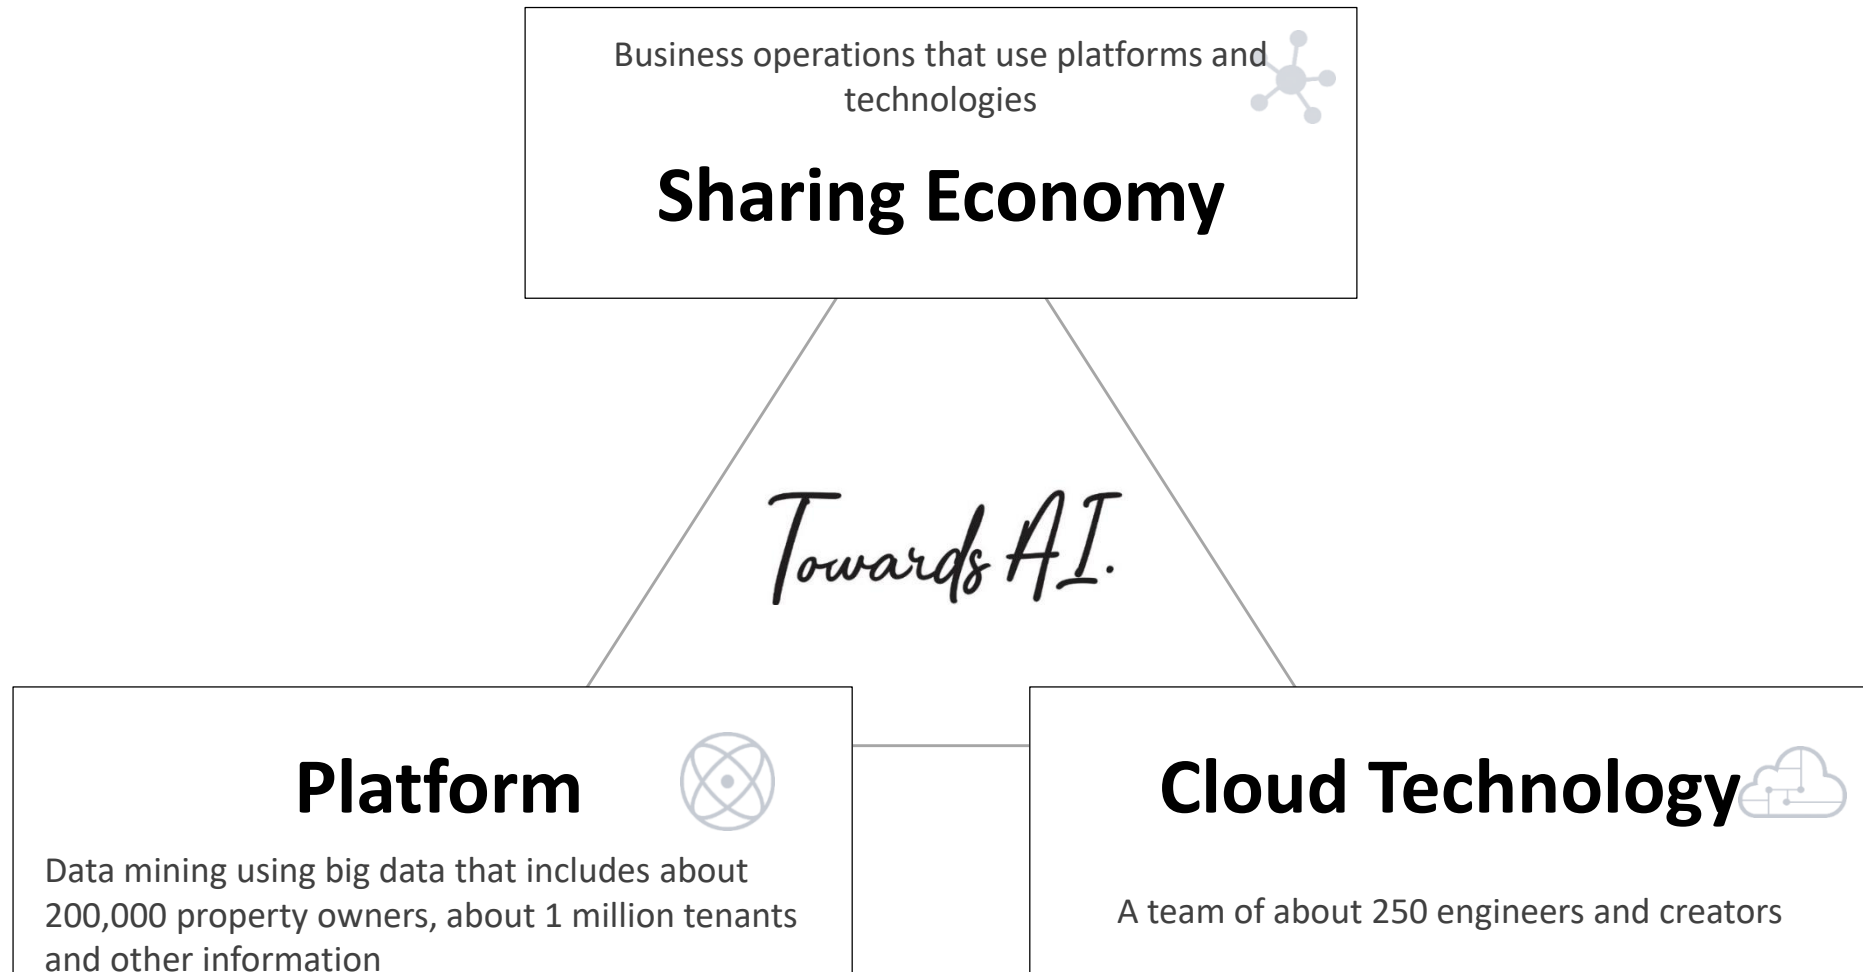 Business operations that use platforms and
technologies
Sharing Economy
Towards AI.
Platform
Data mining using big data that includes about
200,000 property owners, about 1 million tenants
and other information
Cloud Technology
A team of about 250 engineers and creators